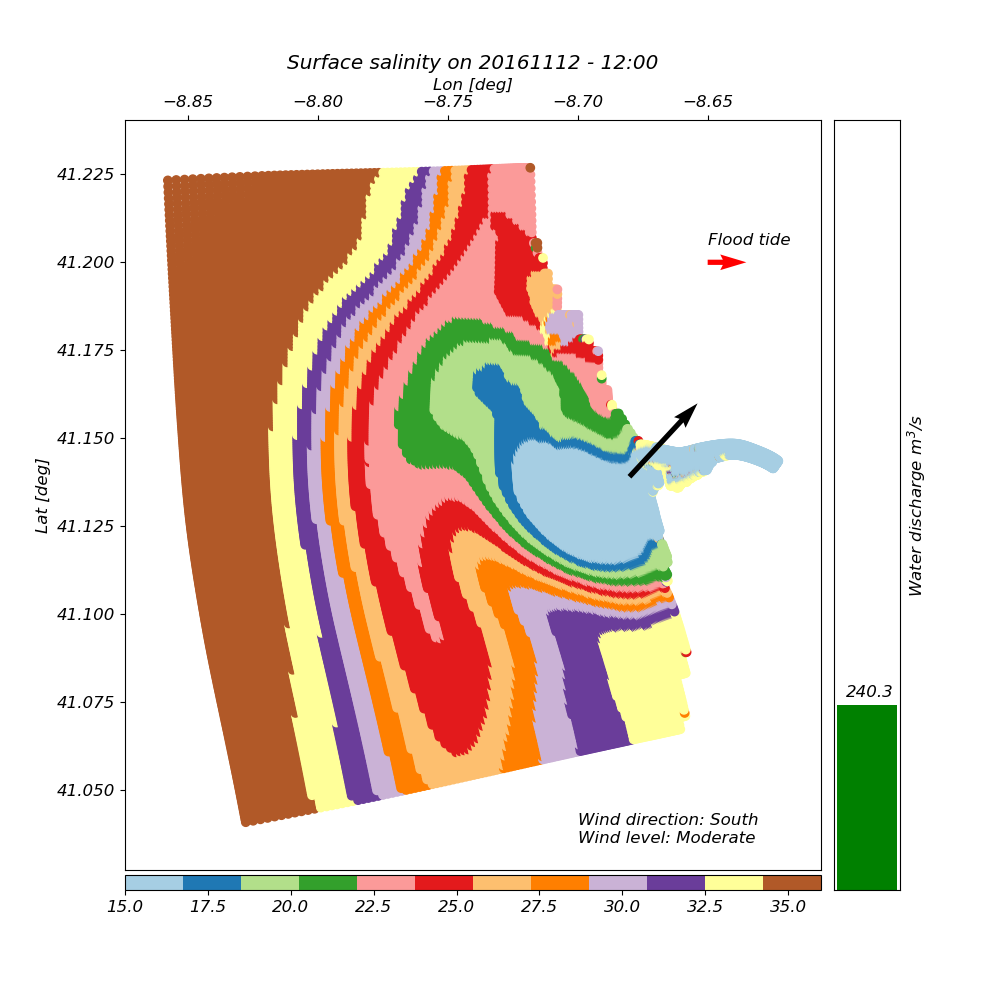 Surface salinity on 20161112 - 12:00
Lon [deg]
−8.85 −8.80 −8.75 −8.70 −8.65
41.225
41.200
41.175
41.150
41.125
41.100
41.075
41.050
Lat [deg]
Flood tide
Wind direction: South
Wind level: Moderate
15.0 17.5 20.0 22.5 25.0 27.5 30.0 32.5 35.0
240.3
Water discharge m³/s